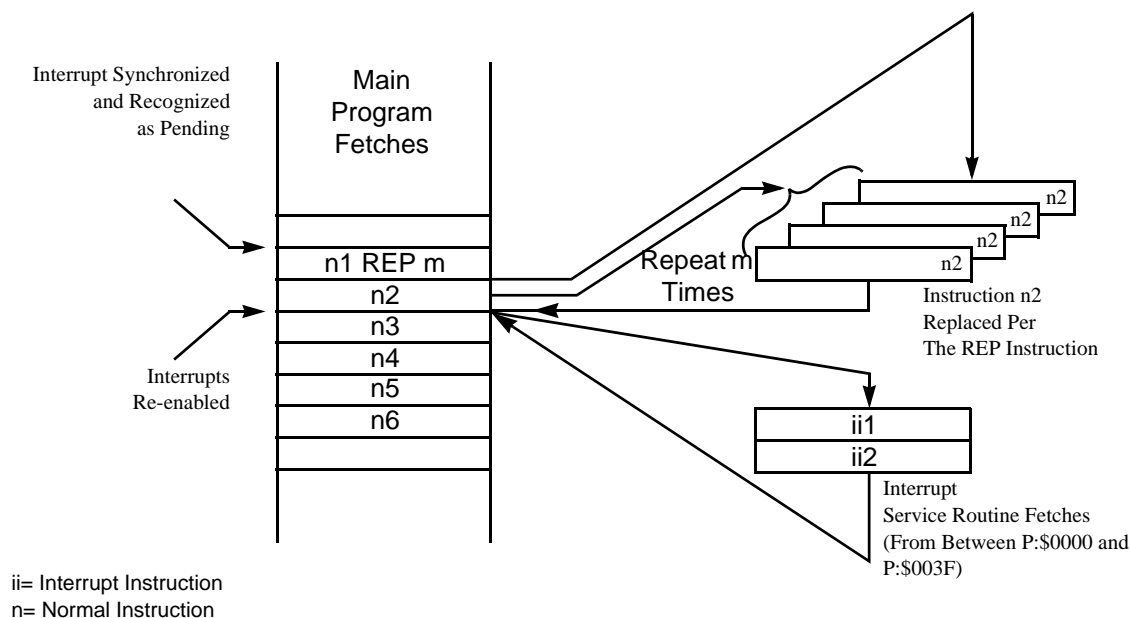 Interrupt Synchronized
and Recognized
as Pending
Main
Program
Fetches
n1 REP m
n2
n3
n4
n5
n6
Interrupts
Re-enabled
Repeat m
Times
n2
n2
n2
n2
Instruction n2
Replaced Per
The REP Instruction
ii1
ii2
Interrupt
Service Routine Fetches
(From Between P:$0000 and
P:$003F)
ii= Interrupt Instruction
n= Normal Instruction